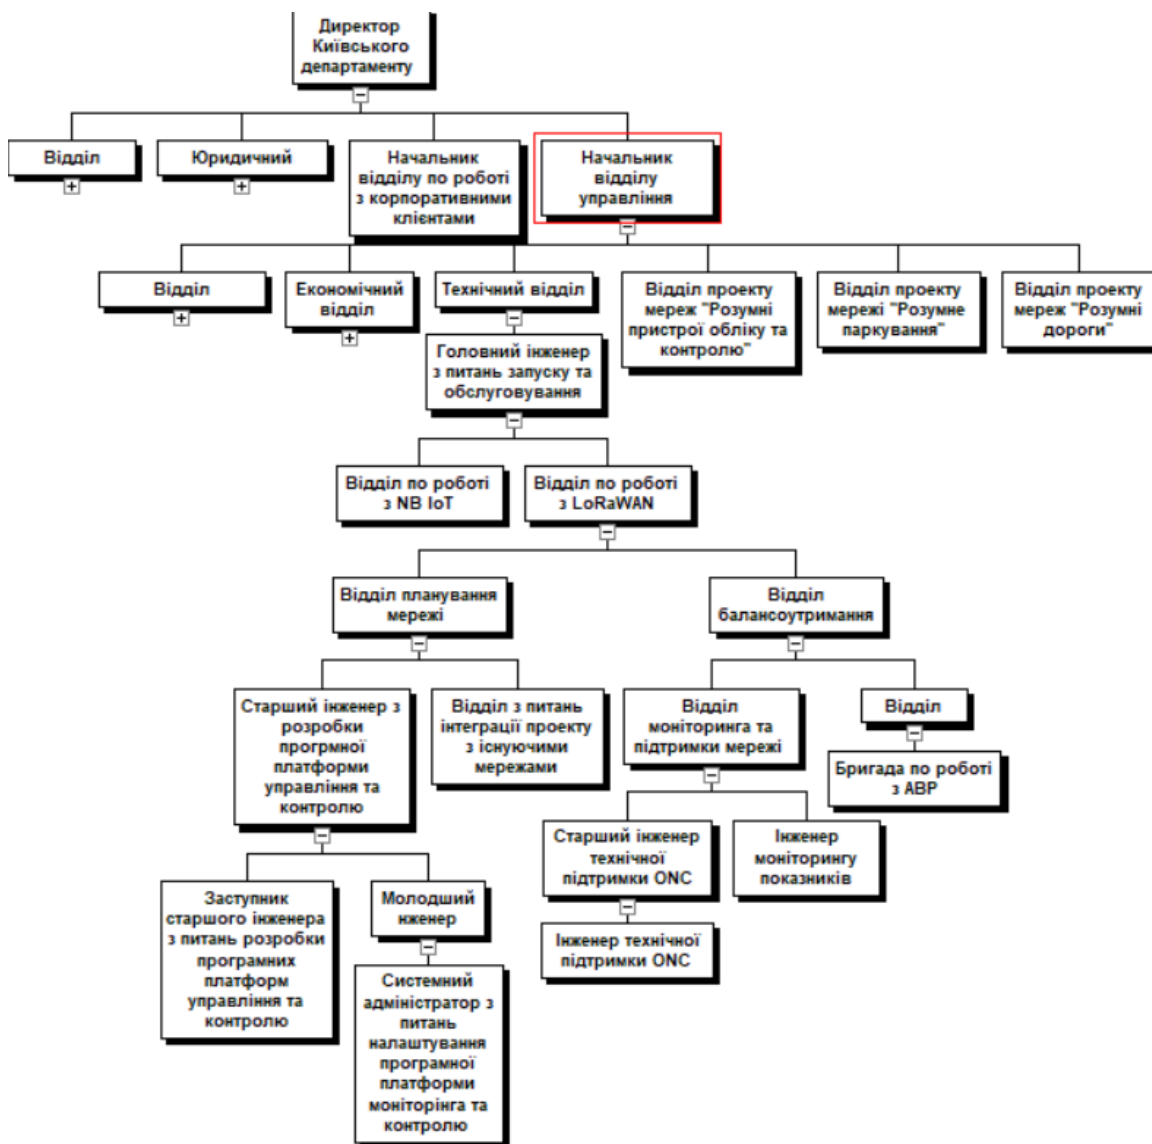 Директор
Київського
департаменту
Відділ
Юридичний
Начальник
відділу по роботі
з корпоративними
клієнтами
Начальник
відділу
управління
Відділ
Економічний
відділ
Технічний відділ
Відділ проекту
мереж "Розумні
пристрої обліку та
контролю"
Відділ проекту
мережі "Розумне
паркування"
Відділ проекту
мереж "Розумні
дороги"
Головний інженер
з питань запуску та
обслуговування
Відділ по роботі
з NB IoT
Відділ по роботі
з LoRaWAN
Відділ планування
мережі
Відділ
балансоутримання
Старший інженер з
розробки
прогрмної
платформи
управління та
контролю
Відділ з питань
інтеграції проекту
з існуючими
мережами
Відділ
моніторинга та
підтримки мережі
Відділ
Бригада по роботі
з АВР
Старший інженер
технічної
підтримки ONC
Інженер
моніторингу
показників
Заступник
старшого інженера
з питань розробки
програмних
платформ
управління та
контролю
Молодший
нженер
Інженер технічної
підтримки ONC
Системний
адміністратор з
питань
налаштування
програмної
платформи
моніторінга та
контролю